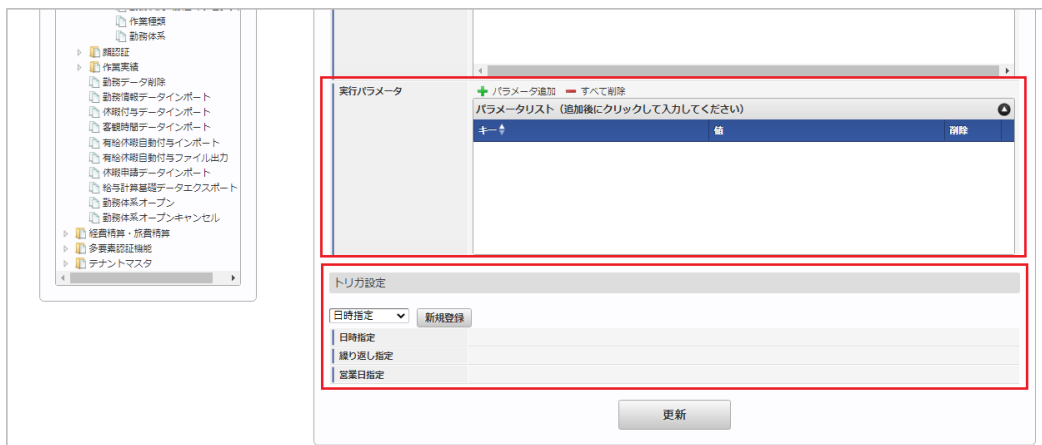 作業種類
勤務体系
顔認証
作業実績
勤務データ削除
勤務情報データインポート
休暇付与データインポート
客観時間データインポート
有給休暇自動付与インポート
有給休暇自動付与ファイル出力
休暇申請データインポート
給与計算基礎データエクスポート
勤務体系オープン
勤務体系オープンキャンセル
経費精算・旅費精算
多要素認証機能
テナントマスタ
実行パラメータ
パラメータ追加 すべて削除
パラメータリスト（追加後にクリックして入力してください）
キー 値 削除
トリガ設定
日時指定 新規登録
日時指定
繰り返し指定
営業日指定
更新